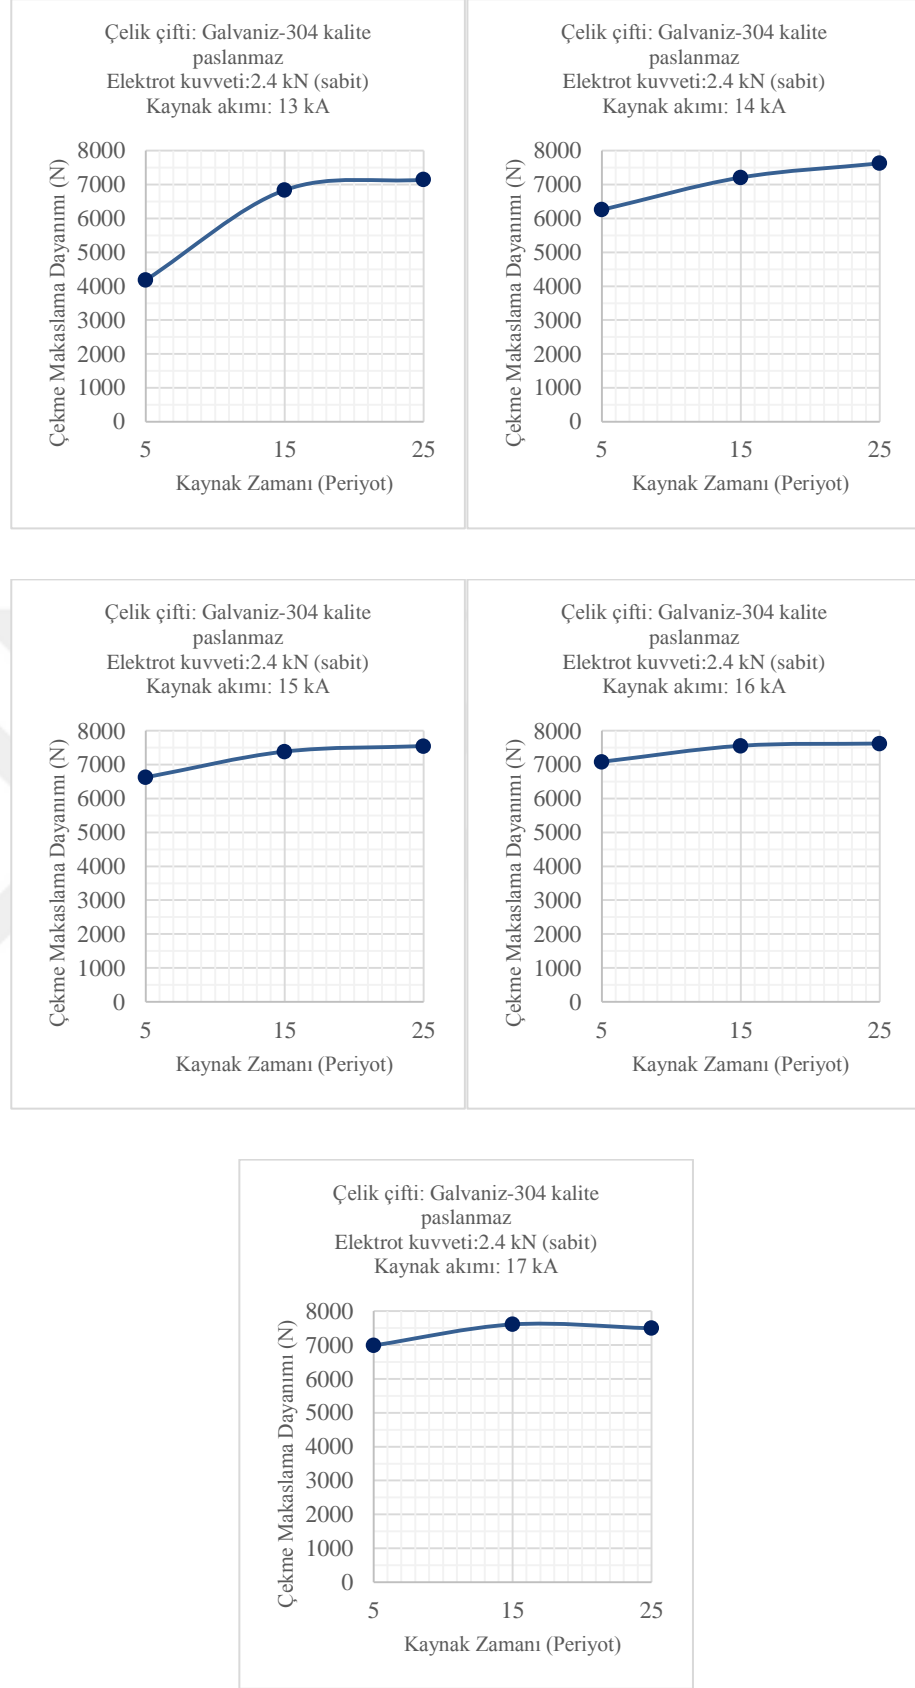 Çelik çifti: Galvaniz-304 kalite
paslanmaz
Elektrot kuvveti:2.4 kN (sabit)
Kaynak akımı: 13 kA
Çekme Makaslama Dayanımı (N)
8000
7000
6000
5000
4000
3000
2000
1000
0
5 15 25
Kaynak Zamanı (Periyot)
Çelik çifti: Galvaniz-304 kalite
paslanmaz
Elektrot kuvveti:2.4 kN (sabit)
Kaynak akımı: 14 kA
Çekme Makaslama Dayanımı (N)
8000
7000
6000
5000
4000
3000
2000
1000
0
5 15 25
Kaynak Zamanı (Periyot)
Çelik çifti: Galvaniz-304 kalite
paslanmaz
Elektrot kuvveti:2.4 kN (sabit)
Kaynak akımı: 15 kA
Çekme Makaslama Dayanımı (N)
8000
7000
6000
5000
4000
3000
2000
1000
0
5 15 25
Kaynak Zamanı (Periyot)
Çelik çifti: Galvaniz-304 kalite
paslanmaz
Elektrot kuvveti:2.4 kN (sabit)
Kaynak akımı: 16 kA
Çekme Makaslama Dayanımı (N)
8000
7000
6000
5000
4000
3000
2000
1000
0
5 15 25
Kaynak Zamanı (Periyot)
Çelik çifti: Galvaniz-304 kalite
paslanmaz
Elektrot kuvveti:2.4 kN (sabit)
Kaynak akımı: 17 kA
Çekme Makaslama Dayanımı (N)
8000
7000
6000
5000
4000
3000
2000
1000
0
5 15 25
Kaynak Zamanı (Periyot)